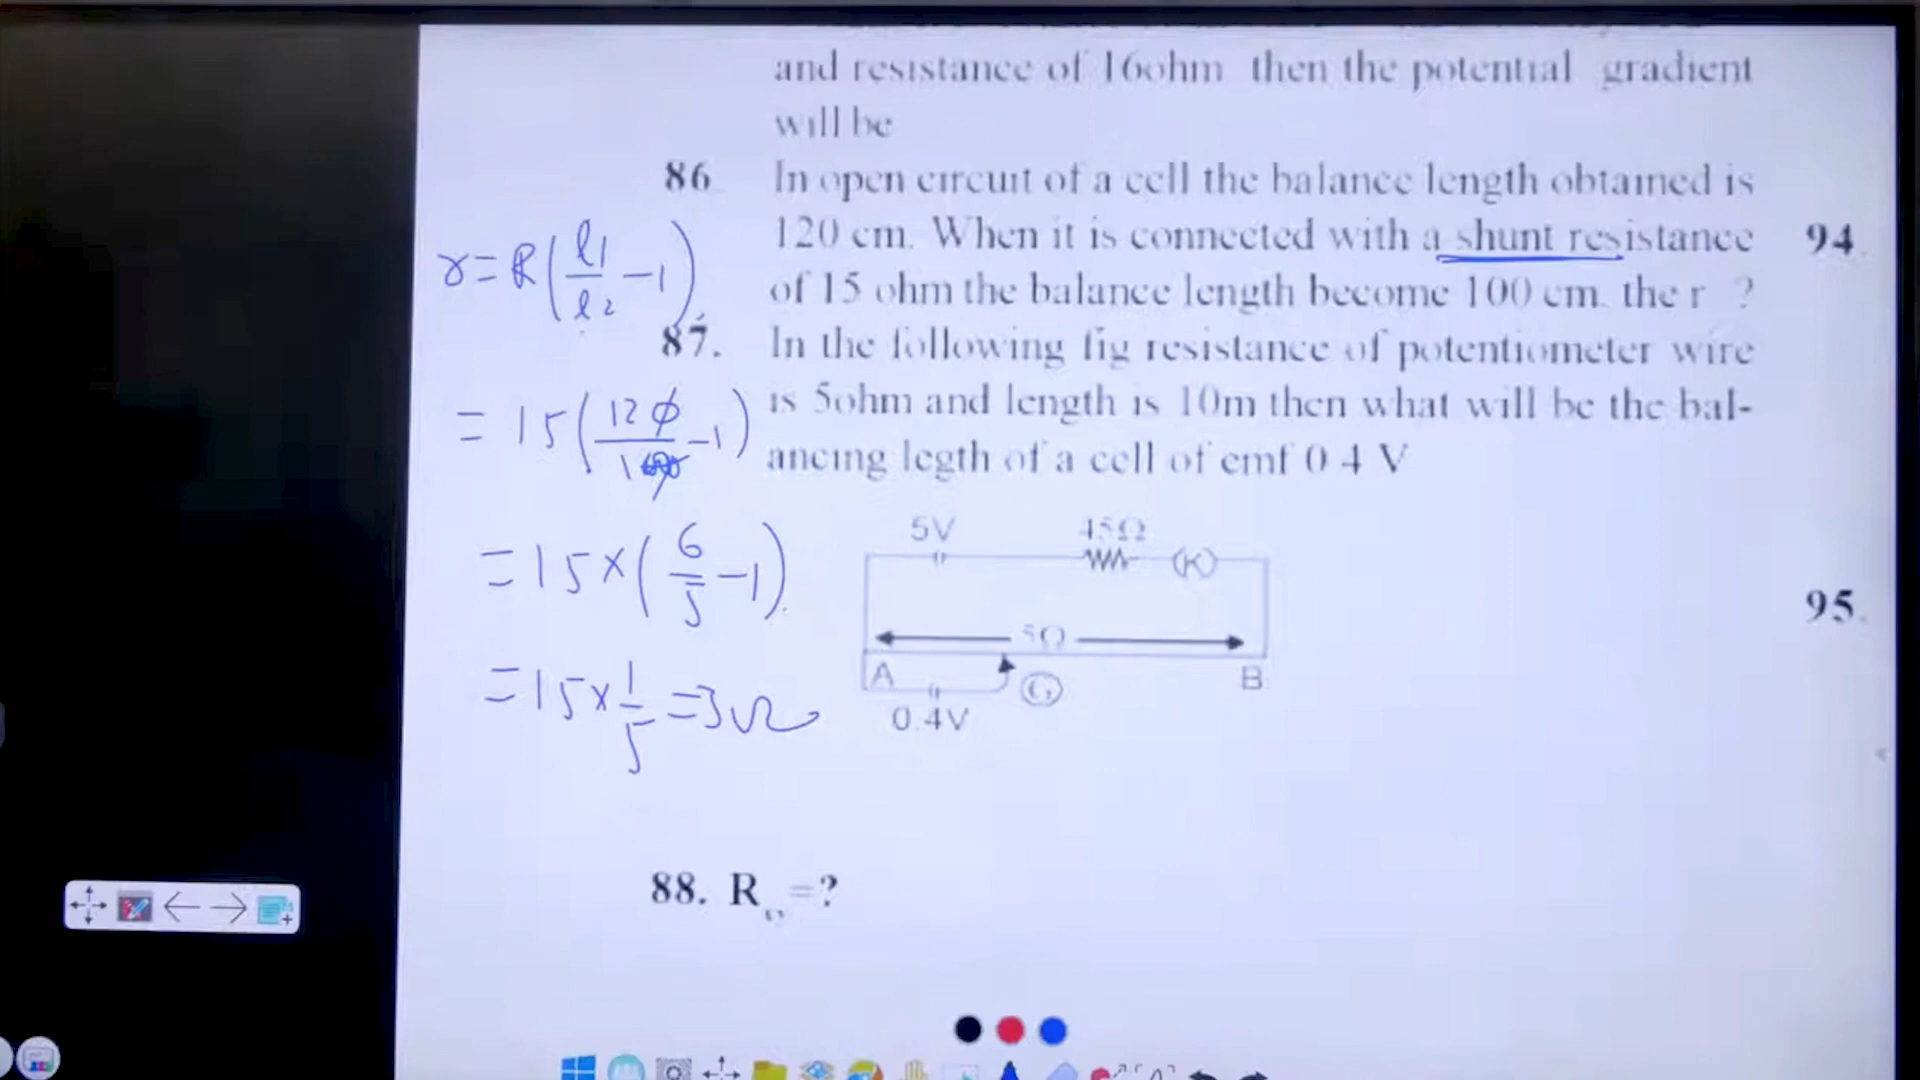 and resistance of 16ohm then the potential gradient
will be
86 In open circuit of a cell the balance length obtained is
120 cm. When it is connected with a shunt resistance
of 15 ohm the balance length become 100 cm. the r ?
87. In the following fig resistance of potentiometer wire
is 5ohm and length is 10m then what will be the bal-
ancing legth of a cell of emf 0 4 V
r = R(l1/l2 - 1)
= 15(120/100 - 1)
= 15 × (6/5 - 1)
= 15 × 1/5 = 3Ω
5V 45Ω
(K)
5Ω
A G B
0.4V
88. R =?
94
95.